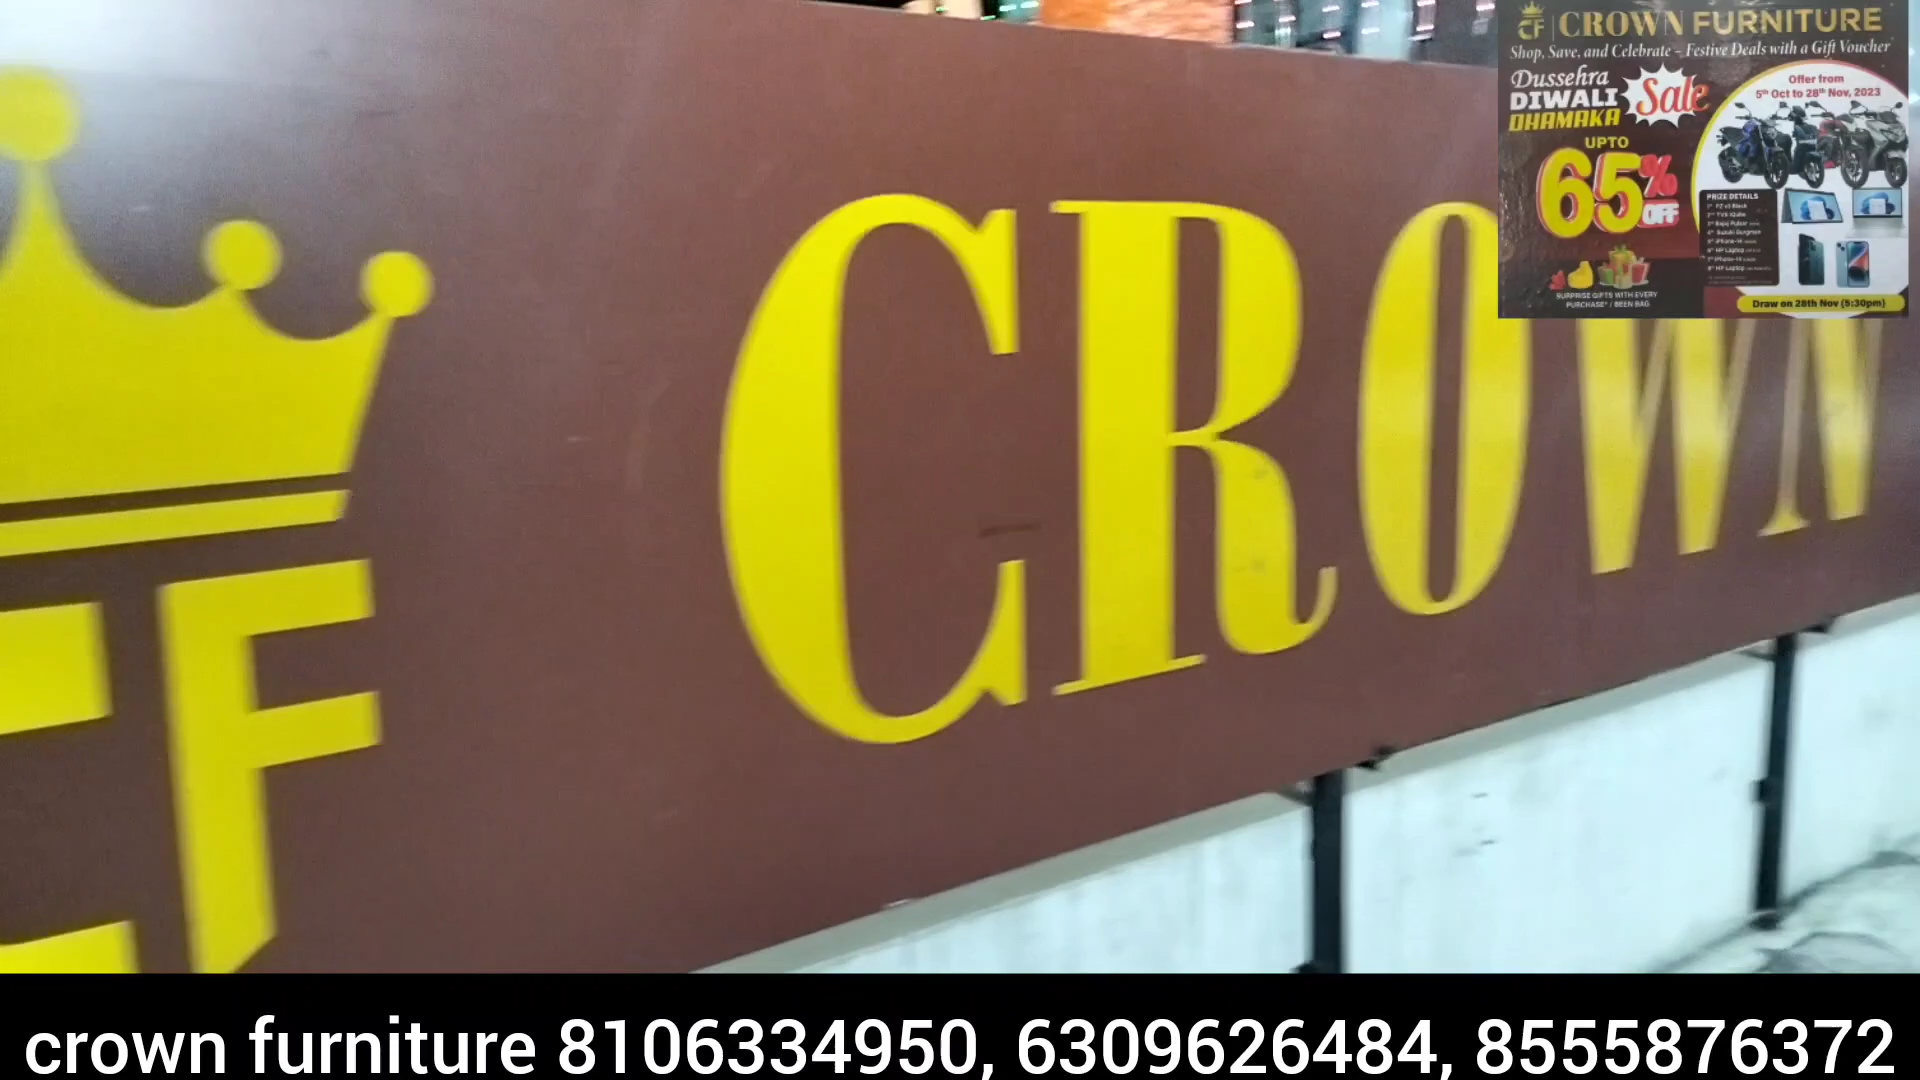 CF
CROWN
CF | CROWN FURNITURE
Shop, Save, and Celebrate - Festive Deals with a Gift Voucher
Dussehra
DIWALI
DHAMAKA
Sale
UPTO
65%
OFF
SURPRISE GIFTS WITH EVERY
PURCHASE* / BEEN BAG
Offer from
5th Oct to 28th Nov, 2023
PRIZE DETAILS
Draw on 28th Nov (5:30pm)
crown furniture 8106334950, 6309626484, 8555876372